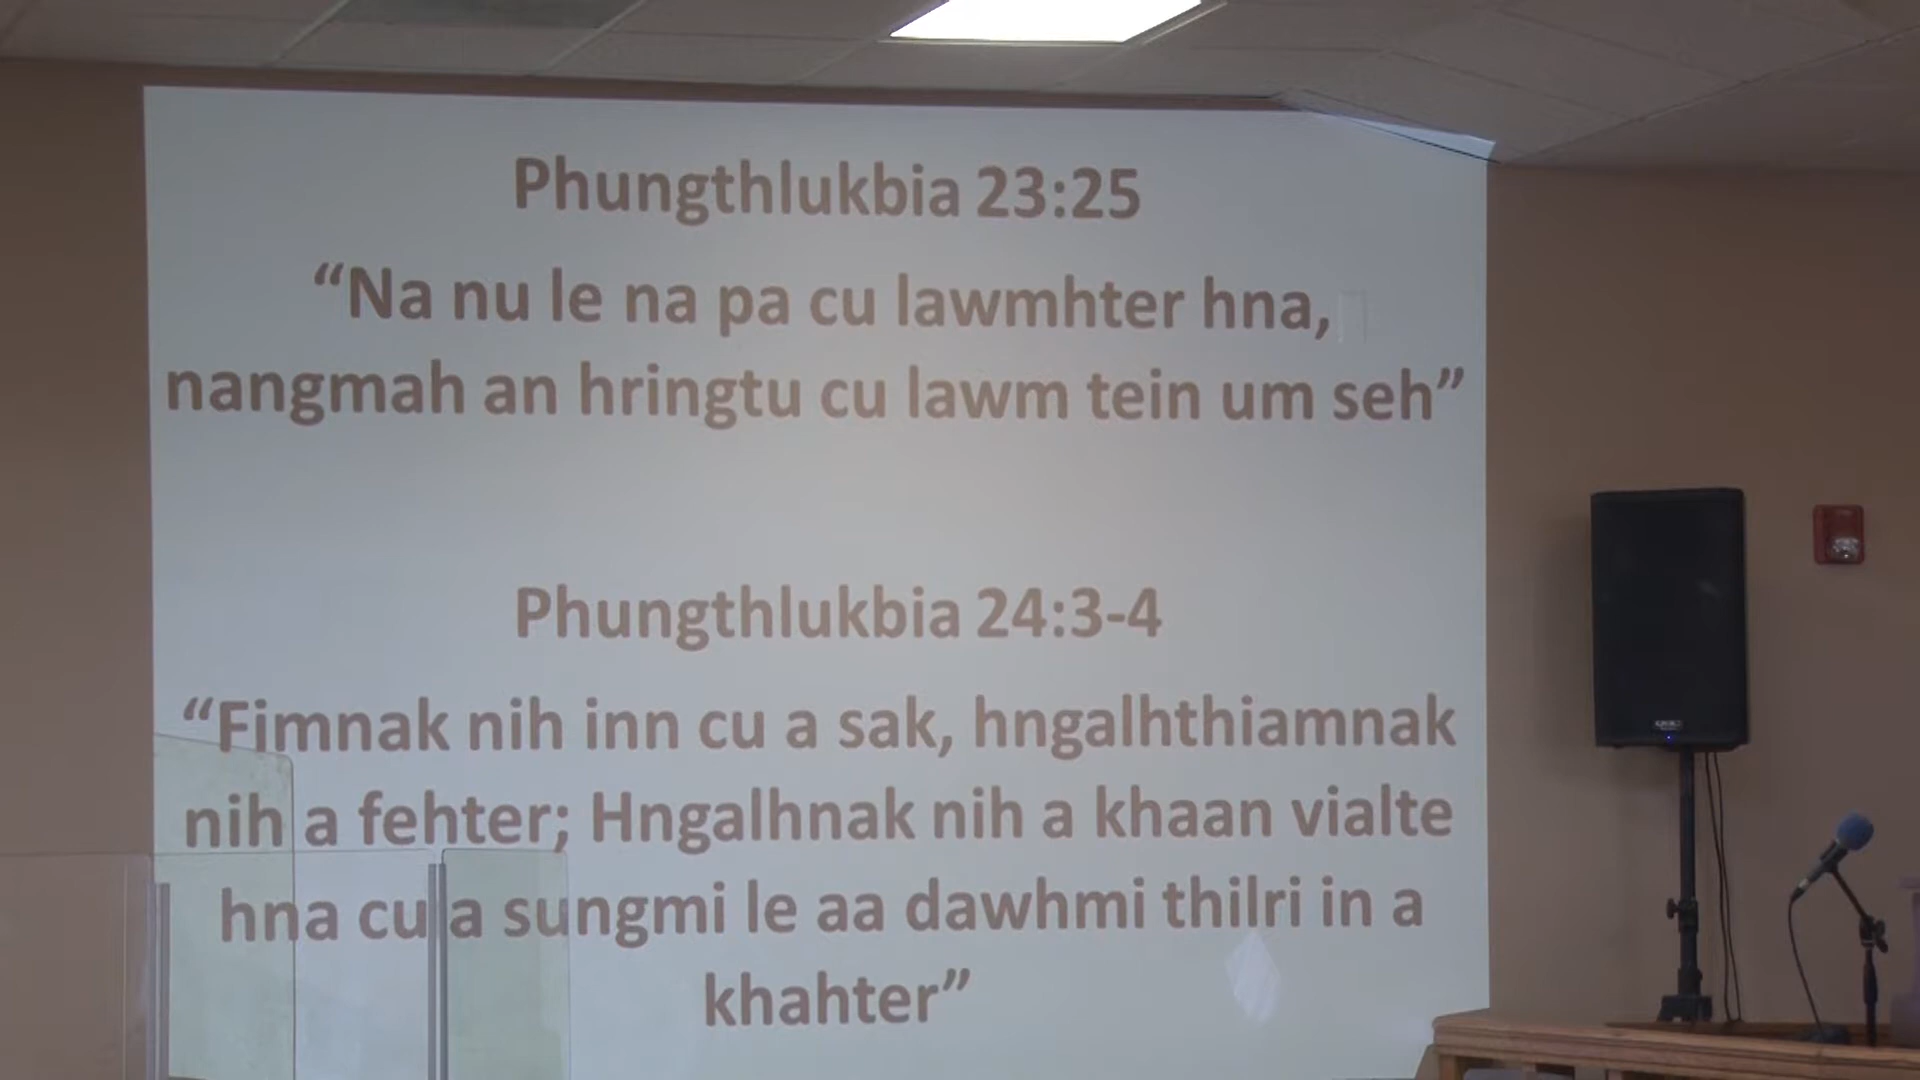 Phungthlukbia 23:25
“Na nu le na pa cu lawmhter hna,
nangmah an hringtu cu lawm tein um seh”
Phungthlukbia 24:3-4
“Fimnak nih inn cu a sak, hngalhthiamnak
nih a fehter; Hngalhnak nih a khaan vialte
hna cu a sungmi le aa dawhmi thilri in a
khahter”